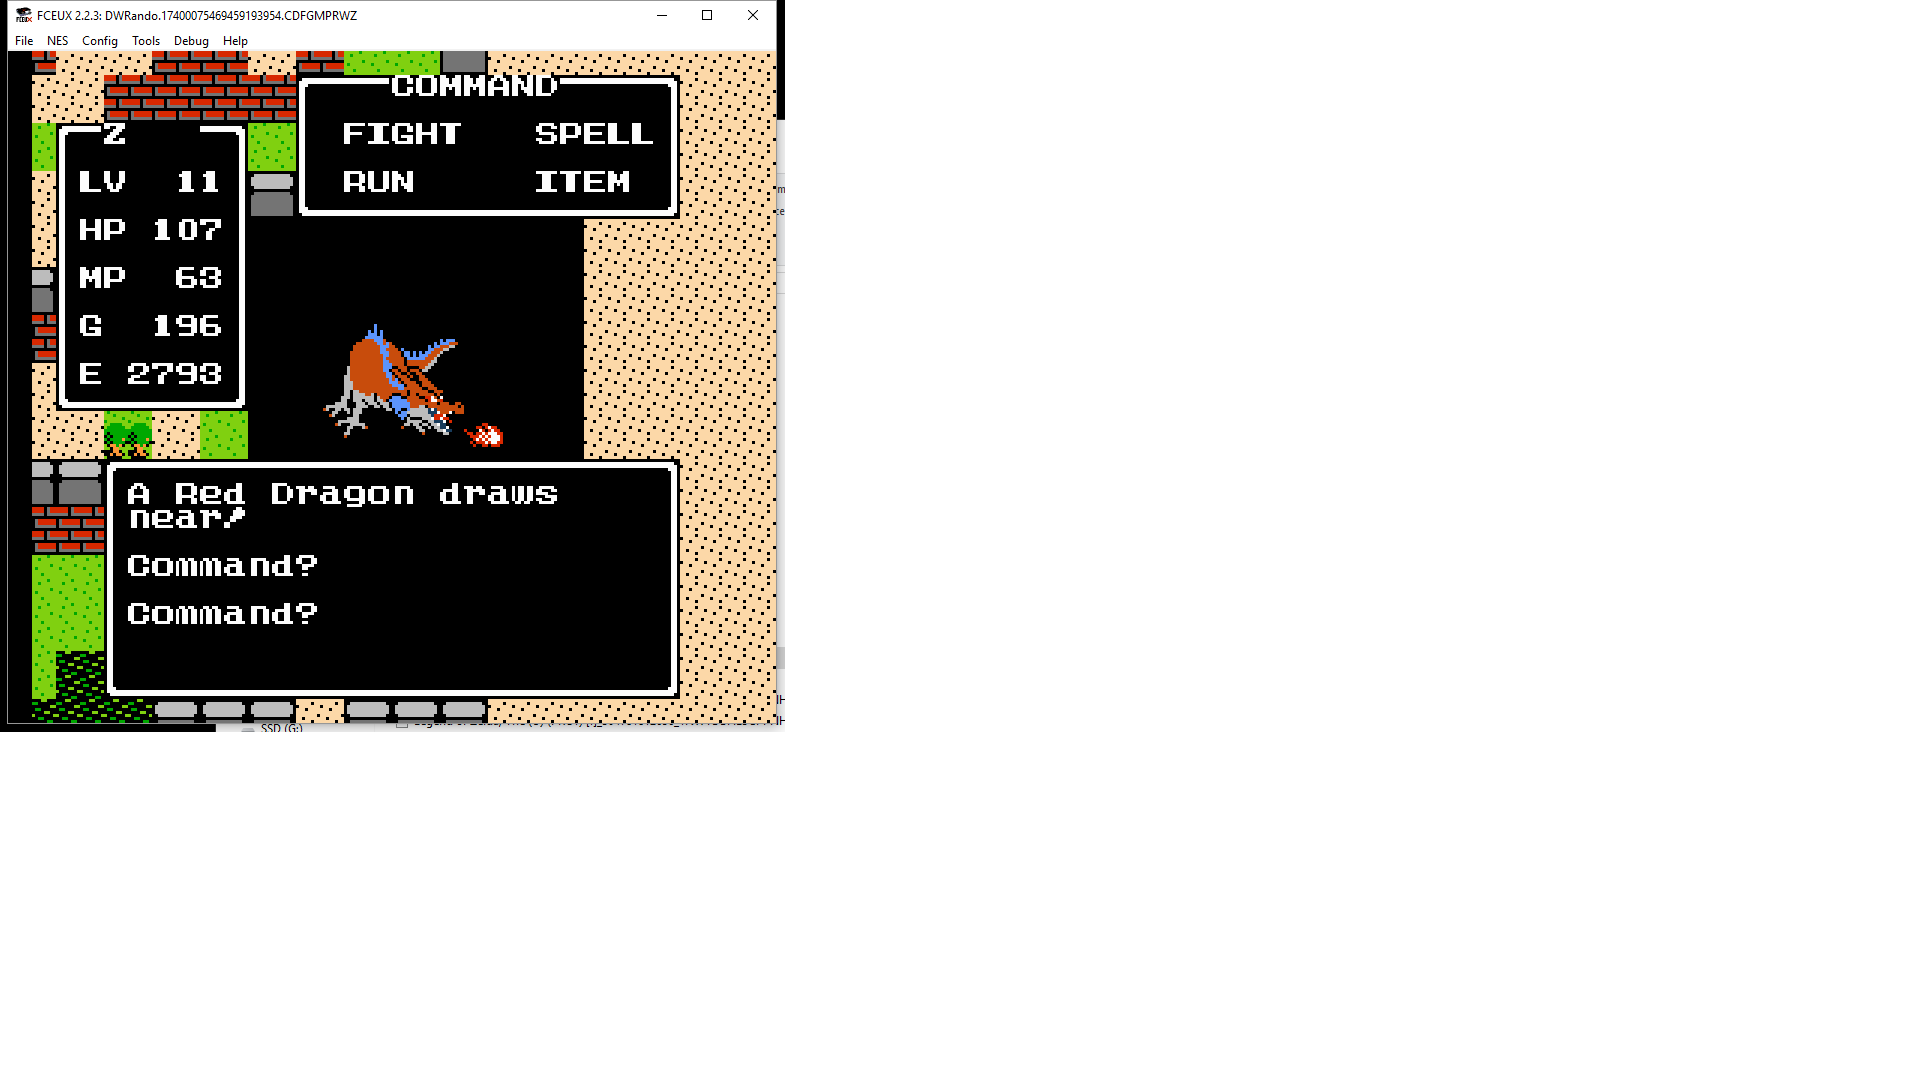 FCEUX 2.2.3: DWRando.17400075469459193954.CDFGMPRWZ
File NES Config Tools Debug Help
COMMAND
FIGHT SPELL
RUN ITEM
Z
LV 11
HP 107
MP 63
G 196
E 2793
A Red Dragon draws
near!
Command?
Command?
SSD (G:)